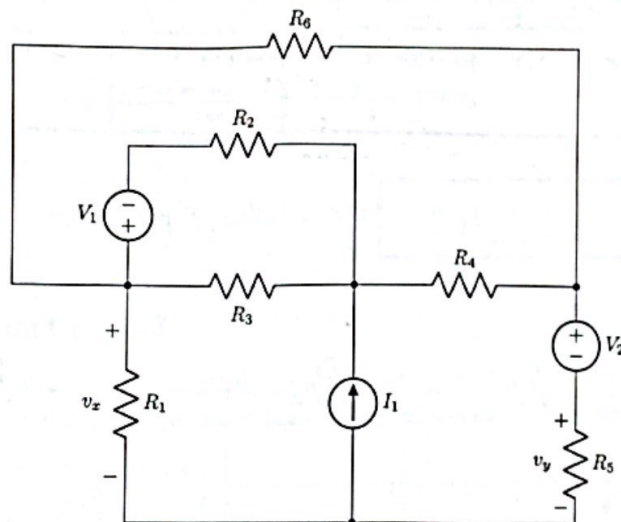 R6
R2
− V1 +
R4
R3
+ − V2
+ vx R1 −
I1
+ vy R5 −